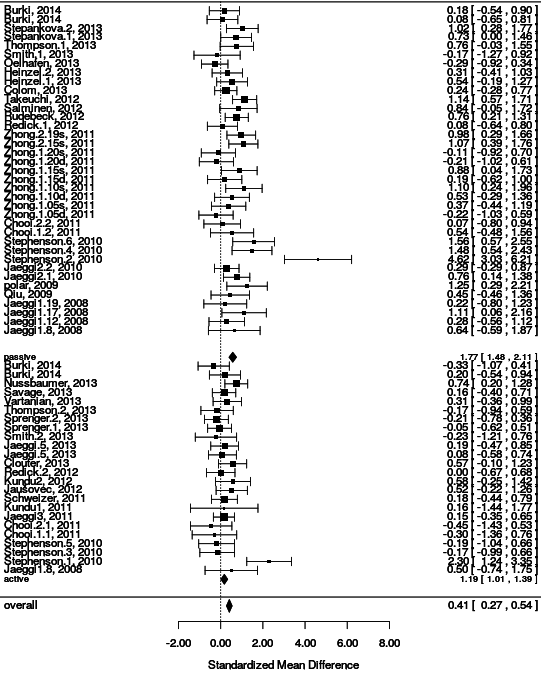 Burki, 2014 0.18 [ -0.54 , 0.90 ]
Burki, 2014 0.08 [ -0.65 , 0.81 ]
Stepankova.2, 2013 1.02 [ 0.28 , 1.77 ]
Stepankova.1, 2013 0.73 [ 0.00 , 1.46 ]
Thompson.1, 2013 0.76 [ -0.03 , 1.55 ]
Smith.1, 2013 -0.17 [ -1.27 , 0.92 ]
Oelhafen, 2013 -0.29 [ -0.92 , 0.34 ]
Heinzel.2, 2013 0.31 [ -0.41 , 1.03 ]
Heinzel.1, 2013 0.54 [ -0.19 , 1.27 ]
Colom, 2013 0.24 [ -0.28 , 0.77 ]
Takeuchi, 2012 1.14 [ 0.57 , 1.71 ]
Salminen, 2012 0.84 [ -0.05 , 1.72 ]
Rudebeck, 2012 0.76 [ 0.21 , 1.31 ]
Redick.1, 2012 0.08 [ -0.64 , 0.80 ]
Zhong.2.19s, 2011 0.98 [ 0.29 , 1.66 ]
Zhong.2.15s, 2011 1.07 [ 0.39 , 1.76 ]
Zhong.1.20s, 2011 -0.11 [ -0.92 , 0.70 ]
Zhong.1.20d, 2011 -0.21 [ -1.02 , 0.61 ]
Zhong.1.15s, 2011 0.88 [ 0.04 , 1.73 ]
Zhong.1.15d, 2011 0.19 [ -0.62 , 1.00 ]
Zhong.1.10s, 2011 1.10 [ 0.24 , 1.96 ]
Zhong.1.10d, 2011 0.53 [ -0.29 , 1.36 ]
Zhong.1.05s, 2011 0.37 [ -0.44 , 1.19 ]
Zhong.1.05d, 2011 -0.22 [ -1.03 , 0.59 ]
Chooi.2.2, 2011 0.07 [ -0.80 , 0.94 ]
Chooi.1.2, 2011 0.54 [ -0.48 , 1.56 ]
Stephenson.6, 2010 1.56 [ 0.57 , 2.55 ]
Stephenson.4, 2010 1.48 [ 0.54 , 2.43 ]
Stephenson.2, 2010 4.62 [ 3.03 , 6.21 ]
Jaeggi2.2, 2010 0.29 [ -0.29 , 0.87 ]
Jaeggi2.1, 2010 0.76 [ 0.14 , 1.38 ]
polar, 2009 1.25 [ 0.29 , 2.21 ]
Qiu, 2009 0.45 [ -0.46 , 1.36 ]
Jaeggi1.19, 2008 0.22 [ -0.80 , 1.23 ]
Jaeggi1.17, 2008 1.11 [ 0.06 , 2.16 ]
Jaeggi1.12, 2008 0.28 [ -0.56 , 1.12 ]
Jaeggi1.8, 2008 0.64 [ -0.59 , 1.87 ]
passive 1.77 [ 1.48 , 2.11 ]
Burki, 2014 -0.33 [ -1.07 , 0.41 ]
Burki, 2014 0.20 [ -0.54 , 0.94 ]
Nussbaumer, 2013 0.74 [ 0.20 , 1.28 ]
Savage, 2013 0.16 [ -0.40 , 0.71 ]
Vartanian, 2013 0.31 [ -0.36 , 0.99 ]
Thompson.2, 2013 -0.17 [ -0.94 , 0.59 ]
Sprenger.2, 2013 -0.21 [ -0.78 , 0.36 ]
Sprenger.1, 2013 -0.05 [ -0.62 , 0.51 ]
Smith.2, 2013 -0.23 [ -1.21 , 0.76 ]
Jaeggi.5, 2013 0.19 [ -0.47 , 0.85 ]
Jaeggi.5, 2013 0.08 [ -0.58 , 0.74 ]
Clouter, 2013 0.57 [ -0.10 , 1.23 ]
Redick.2, 2012 0.00 [ -0.67 , 0.68 ]
Kundu2, 2012 0.58 [ -0.25 , 1.42 ]
Jausovec, 2012 0.52 [ -0.22 , 1.26 ]
Schweizer, 2011 0.18 [ -0.44 , 0.79 ]
Kundu1, 2011 0.16 [ -1.44 , 1.77 ]
Jaeggi3, 2011 0.15 [ -0.35 , 0.65 ]
Chooi.2.1, 2011 -0.45 [ -1.43 , 0.53 ]
Chooi.1.1, 2011 -0.30 [ -1.36 , 0.76 ]
Stephenson.5, 2010 -0.19 [ -1.04 , 0.66 ]
Stephenson.3, 2010 -0.17 [ -0.99 , 0.66 ]
Stephenson.1, 2010 2.30 [ 1.24 , 3.35 ]
Jaeggi1.8, 2008 0.50 [ -0.74 , 1.75 ]
active 1.19 [ 1.01 , 1.39 ]
overall 0.41 [ 0.27 , 0.54 ]
-2.00 0.00 2.00 4.00 6.00 8.00
Standardized Mean Difference